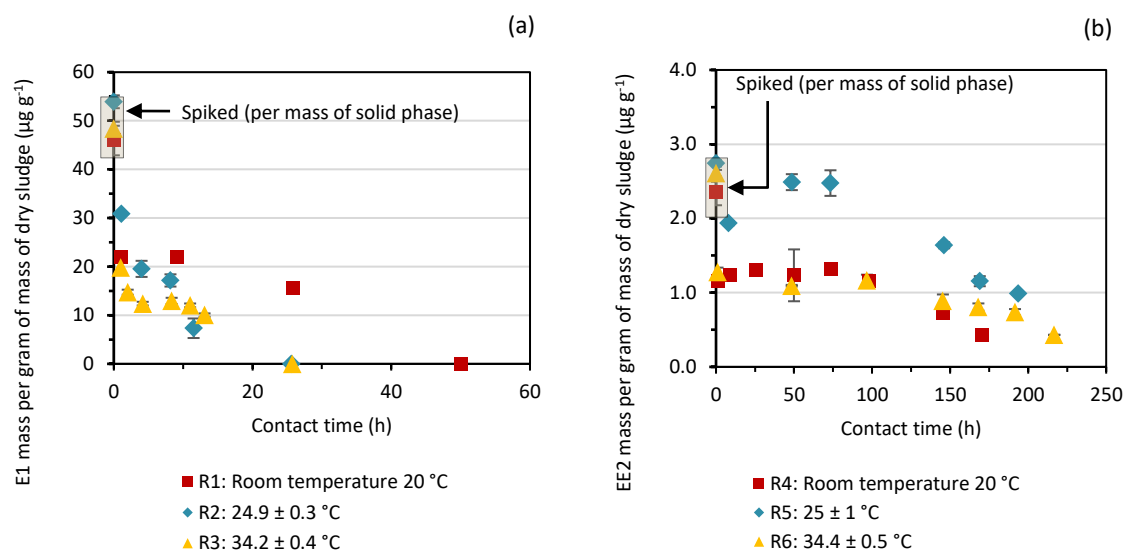 (a)
E1 mass per gram of mass of dry sludge (µg g⁻¹)
60
50
40
30
20
10
0
Spiked (per mass of solid phase)
0 20 40 60
Contact time (h)
R1: Room temperature 20 °C
R2: 24.9 ± 0.3 °C
R3: 34.2 ± 0.4 °C
(b)
EE2 mass per gram of mass of dry sludge (µg g⁻¹)
4.0
3.0
2.0
1.0
0.0
Spiked (per mass of solid phase)
0 50 100 150 200 250
Contact time (h)
R4: Room temperature 20 °C
R5: 25 ± 1 °C
R6: 34.4 ± 0.5 °C